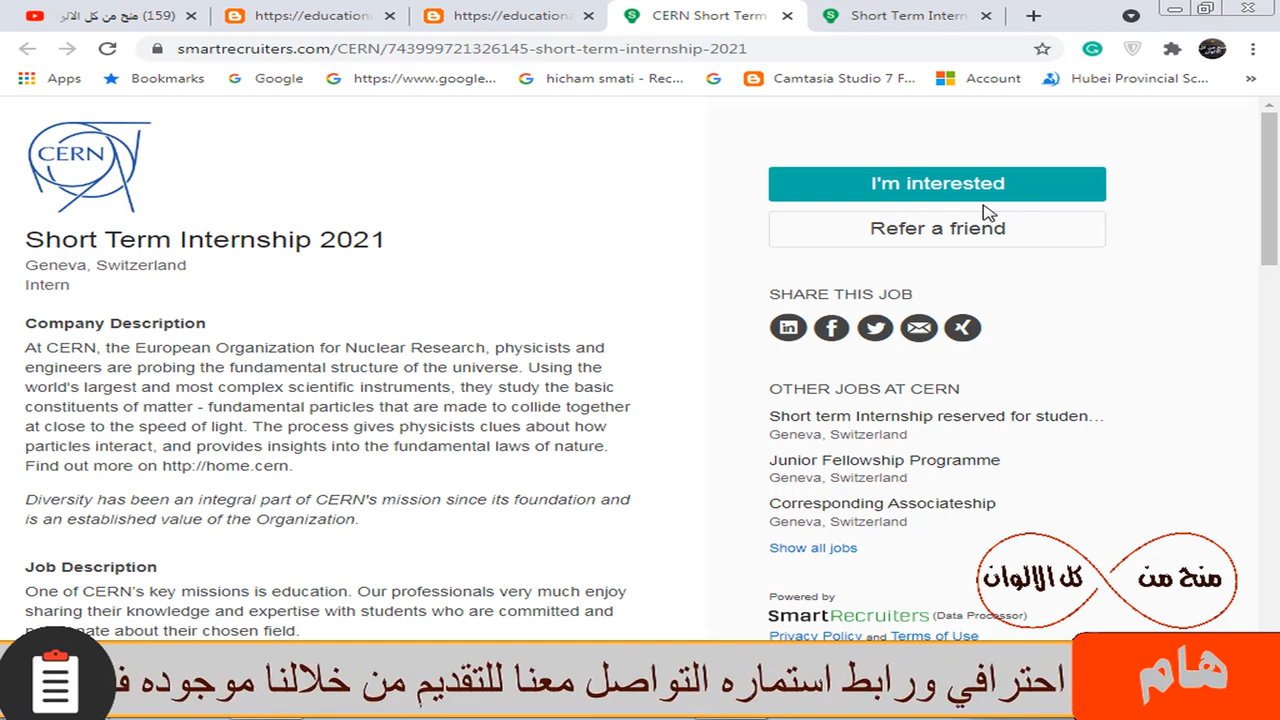 (159) منح من كل الالو
https://education
https://education
CERN Short Term
Short Term Intern
smartrecruiters.com/CERN/743999721326145-short-term-internship-2021
Apps
Bookmarks
Google
https://www.google...
hicham smati - Rec...
Camtasia Studio 7 F...
Account
Hubei Provincial Sc...
CERN
Short Term Internship 2021
Geneva, Switzerland
Intern
Company Description
At CERN, the European Organization for Nuclear Research, physicists and
engineers are probing the fundamental structure of the universe. Using the
world's largest and most complex scientific instruments, they study the basic
constituents of matter - fundamental particles that are made to collide together
at close to the speed of light. The process gives physicists clues about how
particles interact, and provides insights into the fundamental laws of nature.
Find out more on http://home.cern.
Diversity has been an integral part of CERN's mission since its foundation and
is an established value of the Organization.
Job Description
One of CERN's key missions is education. Our professionals very much enjoy
sharing their knowledge and expertise with students who are committed and
about their chosen field.
I'm interested
Refer a friend
SHARE THIS JOB
OTHER JOBS AT CERN
Short term Internship reserved for studen...
Geneva, Switzerland
Junior Fellowship Programme
Geneva, Switzerland
Corresponding Associateship
Geneva, Switzerland
Show all jobs
Powered by
SmartRecruiters (Data Processor)
Privacy Policy and Terms of Use
منح من كل الالوان
هام
احترافي ورابط استماره التواصل معنا للتقديم من خلالنا موجوده ف